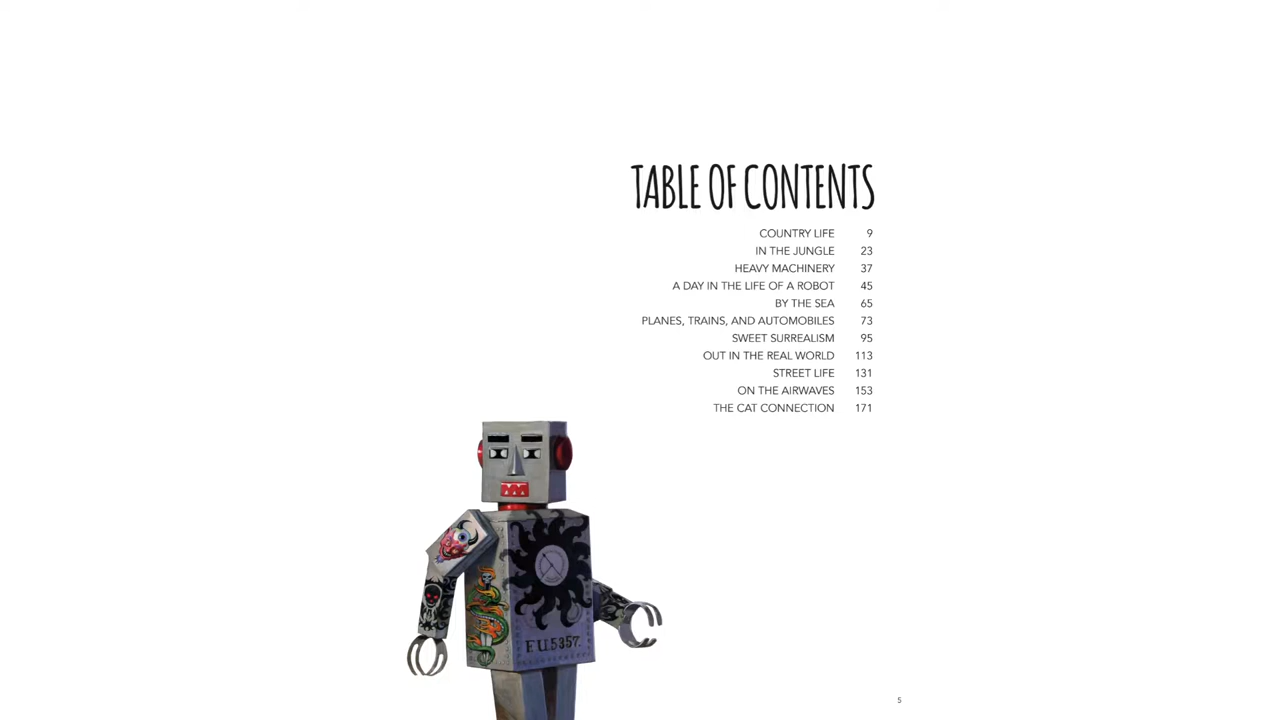 TABLE OF CONTENTS
COUNTRY LIFE 9
IN THE JUNGLE 23
HEAVY MACHINERY 37
A DAY IN THE LIFE OF A ROBOT 45
BY THE SEA 65
PLANES, TRAINS, AND AUTOMOBILES 73
SWEET SURREALISM 95
OUT IN THE REAL WORLD 113
STREET LIFE 131
ON THE AIRWAVES 153
THE CAT CONNECTION 171
F.U.5357.
5